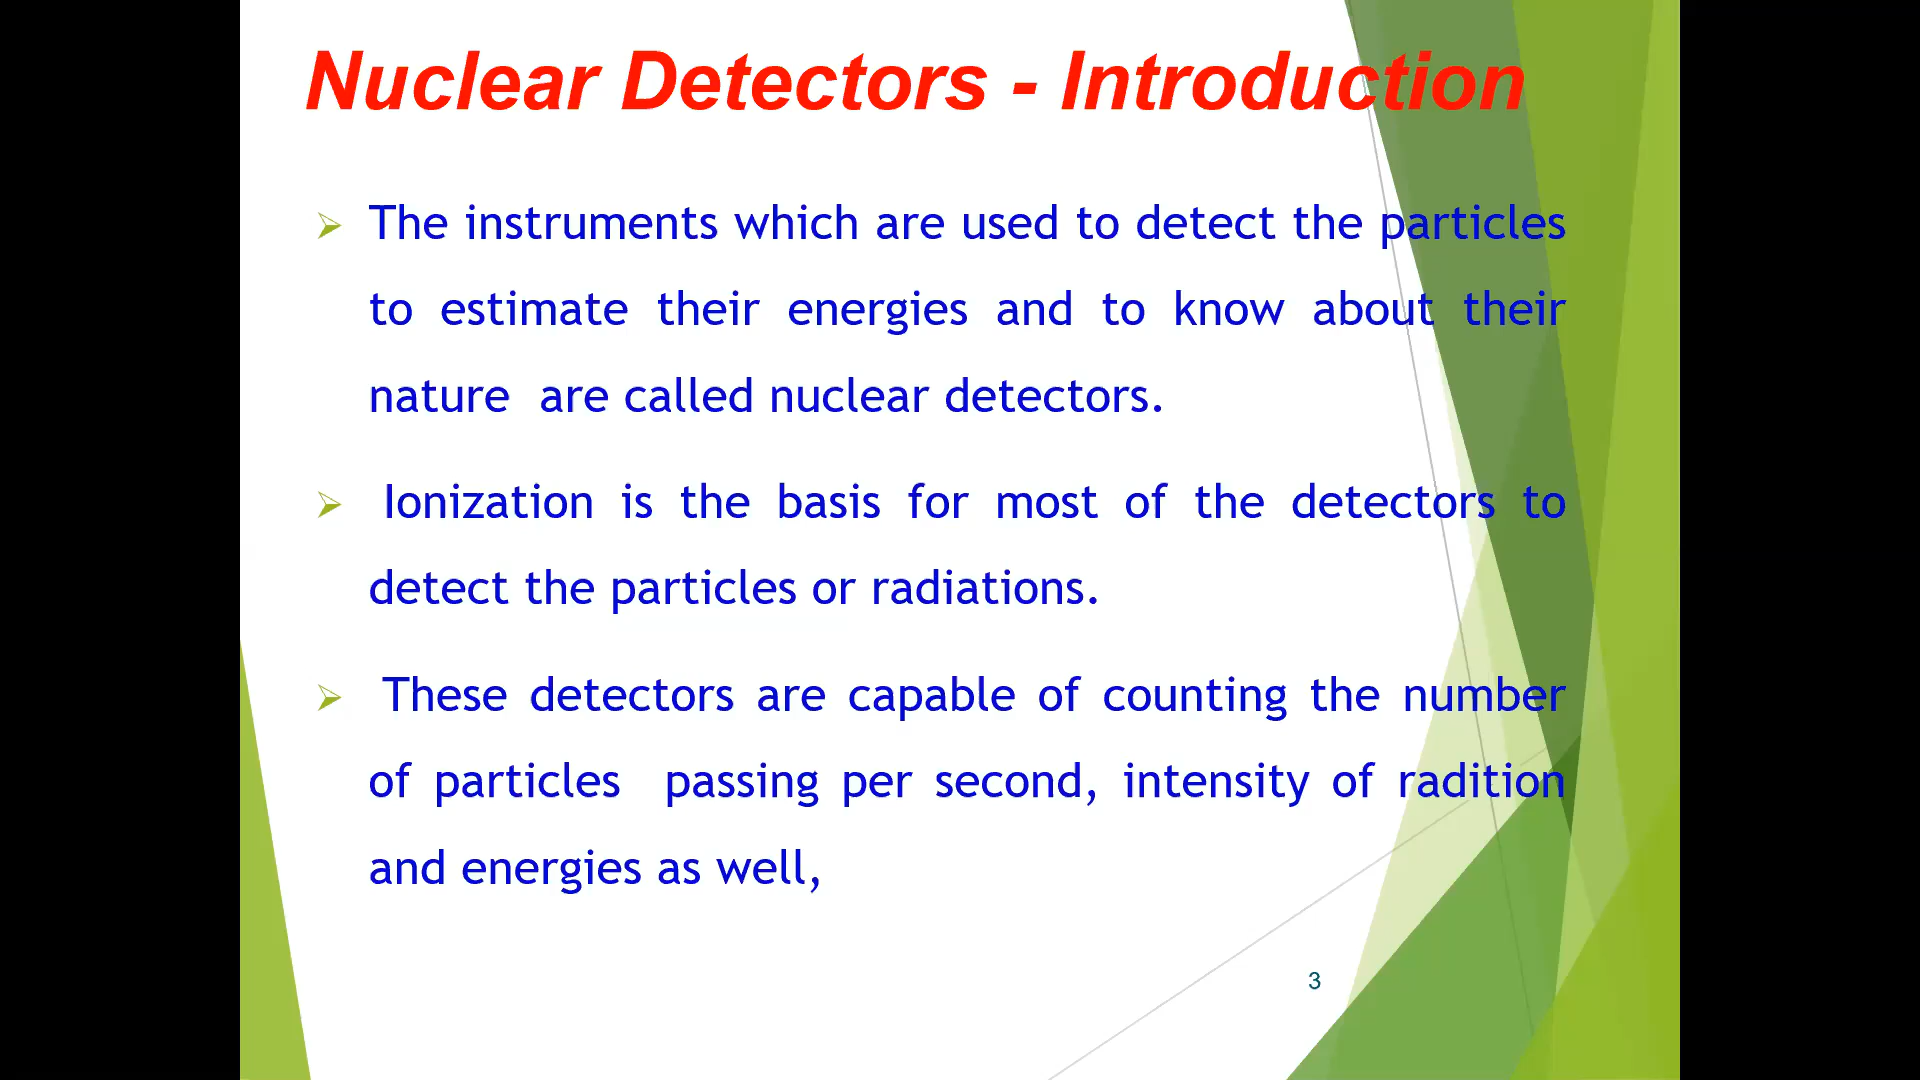 Nuclear Detectors - Introduction
The instruments which are used to detect the particles
to estimate their energies and to know about their
nature are called nuclear detectors.
Ionization is the basis for most of the detectors to
detect the particles or radiations.
These detectors are capable of counting the number
of particles passing per second, intensity of radition
and energies as well,
3